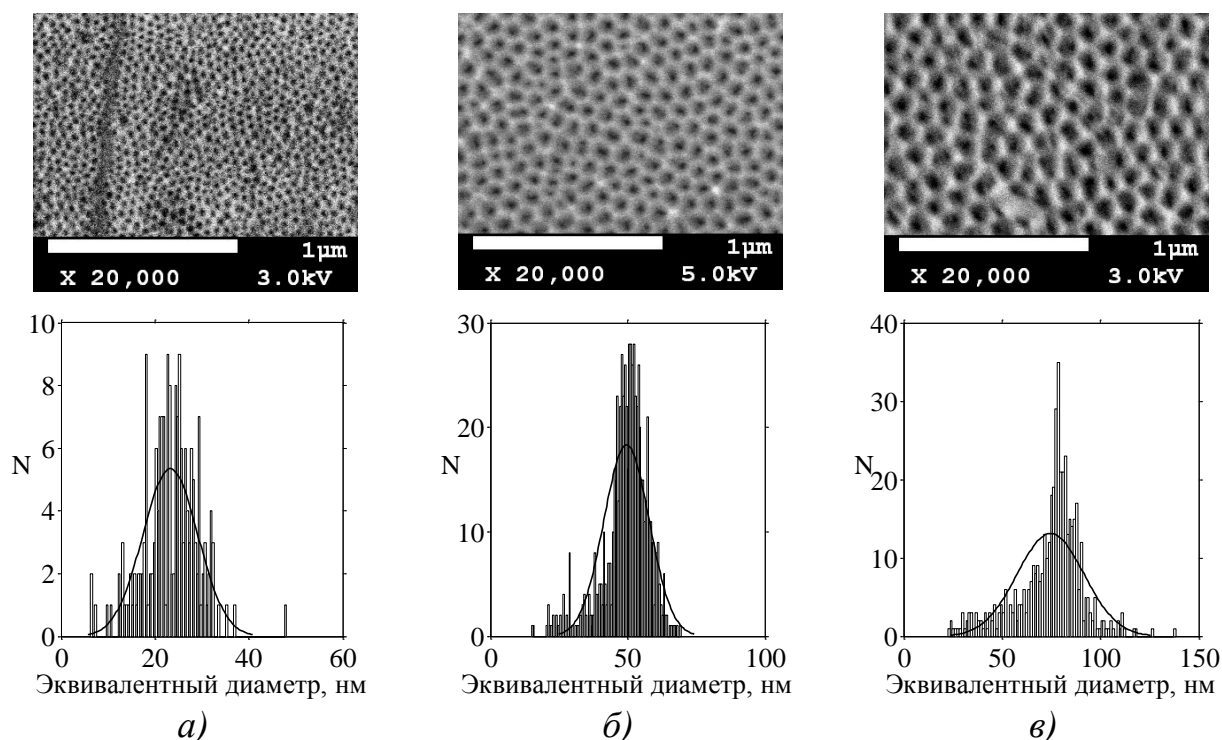 1µm
X 20,000 3.0kV
1µm
X 20,000 5.0kV
1µm
X 20,000 3.0kV
10
8
6
4
2
0
N
0 20 40 60
Эквивалентный диаметр, нм
а)
30
20
10
0
N
0 50 100
Эквивалентный диаметр, нм
б)
40
30
20
10
0
N
0 50 100 150
Эквивалентный диаметр, нм
в)